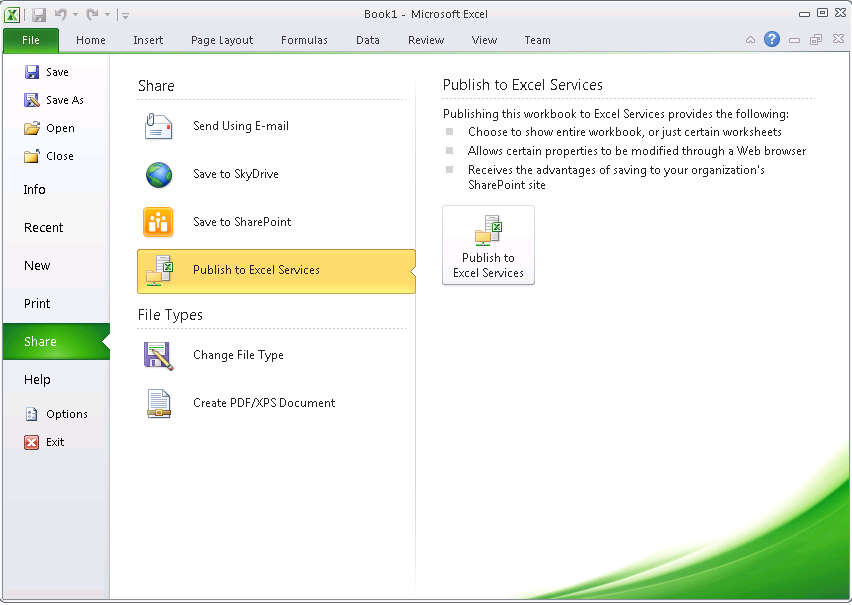 Book1 - Microsoft Excel
File Home Insert Page Layout Formulas Data Review View Team
Save
Save As
Open
Close
Info
Recent
New
Print
Share
Help
Options
Exit
Share
Send Using E-mail
Save to SkyDrive
Save to SharePoint
Publish to Excel Services
File Types
Change File Type
Create PDF/XPS Document
Publish to Excel Services
Publishing this workbook to Excel Services provides the following:
Choose to show entire workbook, or just certain worksheets
Allows certain properties to be modified through a Web browser
Receives the advantages of saving to your organization's
SharePoint site
Publish to
Excel Services